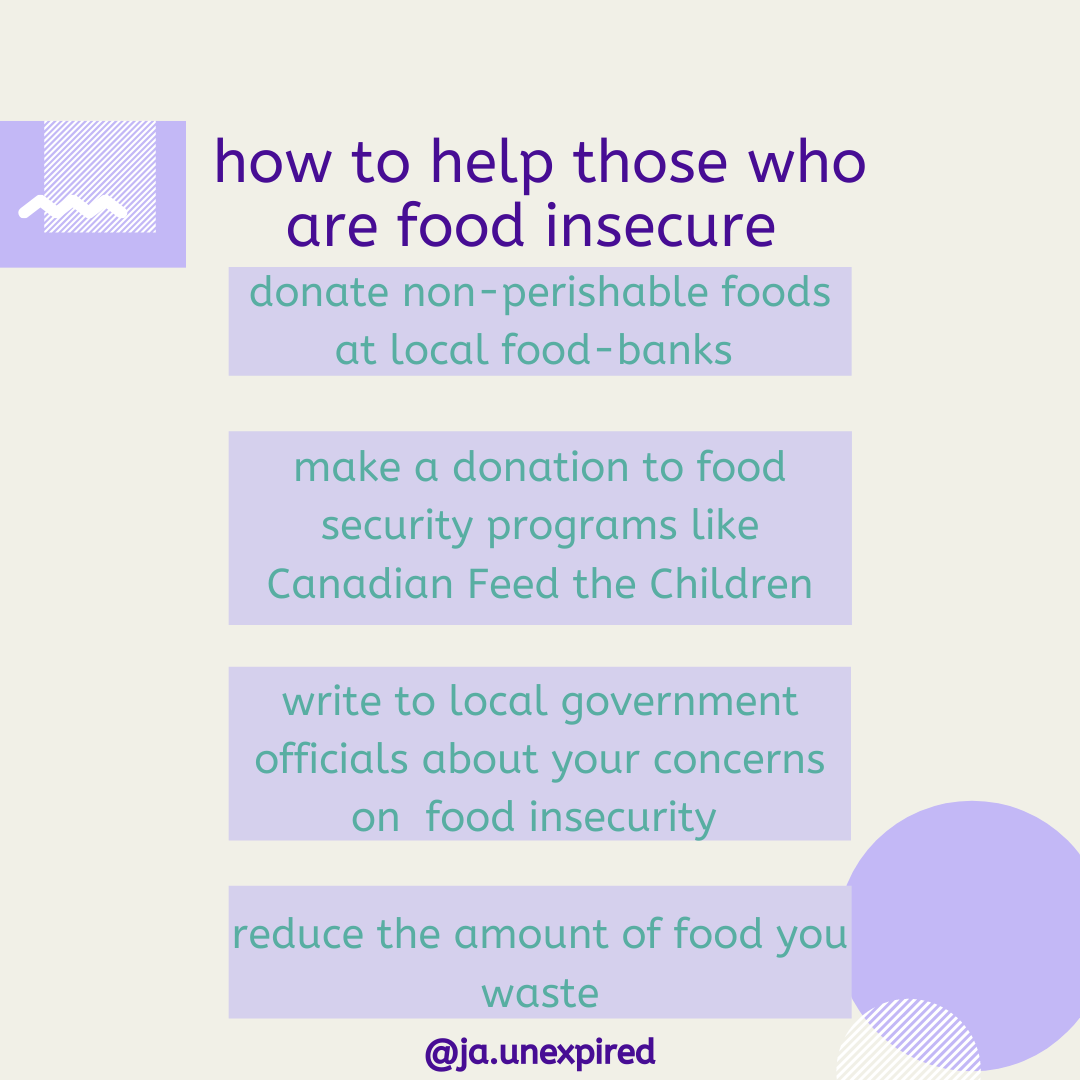 how to help those who
are food insecure
donate non-perishable foods
at local food-banks
make a donation to food
security programs like
Canadian Feed the Children
write to local government
officials about your concerns
on  food insecurity
reduce the amount of food you
waste
@ja.unexpired